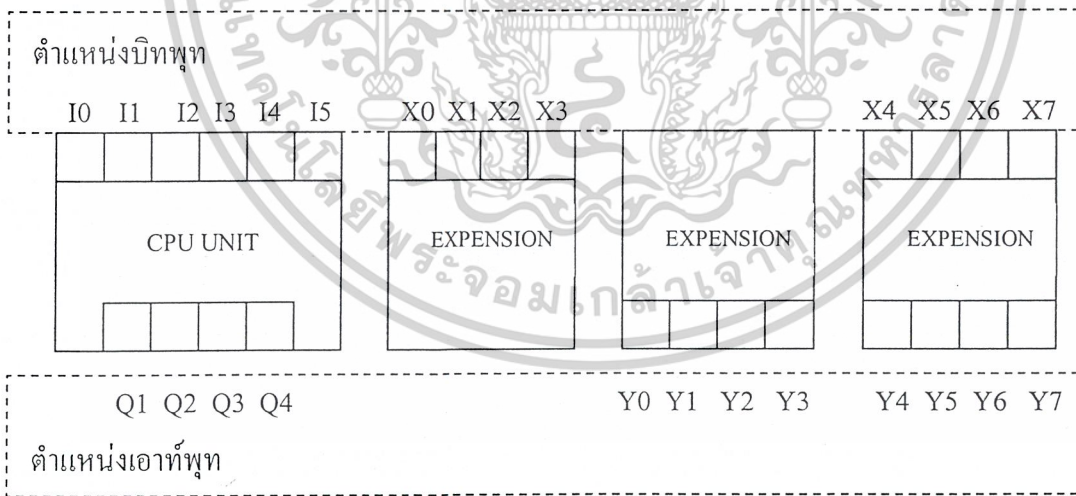 ตำแหน่งบิทพุท
I0 I1 I2 I3 I4 I5 X0 X1 X2 X3 X4 X5 X6 X7
CPU UNIT EXPENSION EXPENSION EXPENSION
Q1 Q2 Q3 Q4 Y0 Y1 Y2 Y3 Y4 Y5 Y6 Y7
ตำแหน่งเอาท์พุท